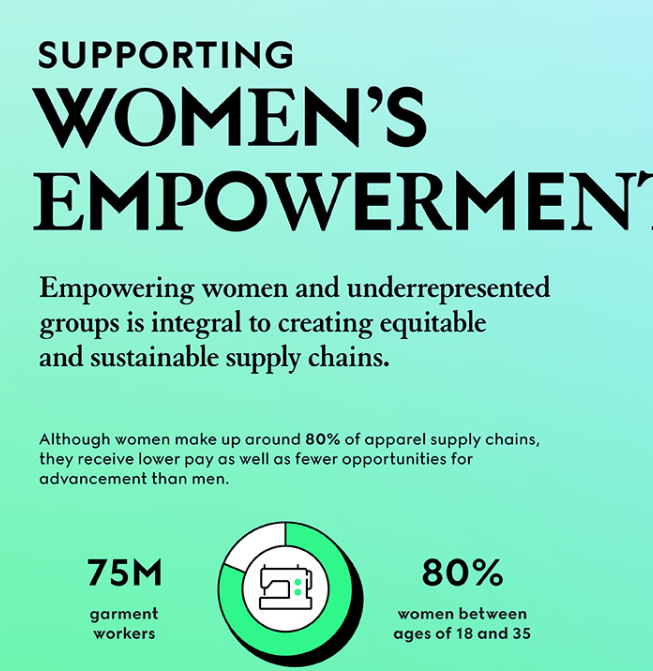 SUPPORTING
WOMEN'S
EMPOWERMENT
Empowering women and underrepresented
groups is integral to creating equitable
and sustainable supply chains.
Although women make up around 80% of apparel supply chains,
they receive lower pay as well as fewer opportunities for
advancement than men.
75M
garment
workers
80%
women between
ages of 18 and 35